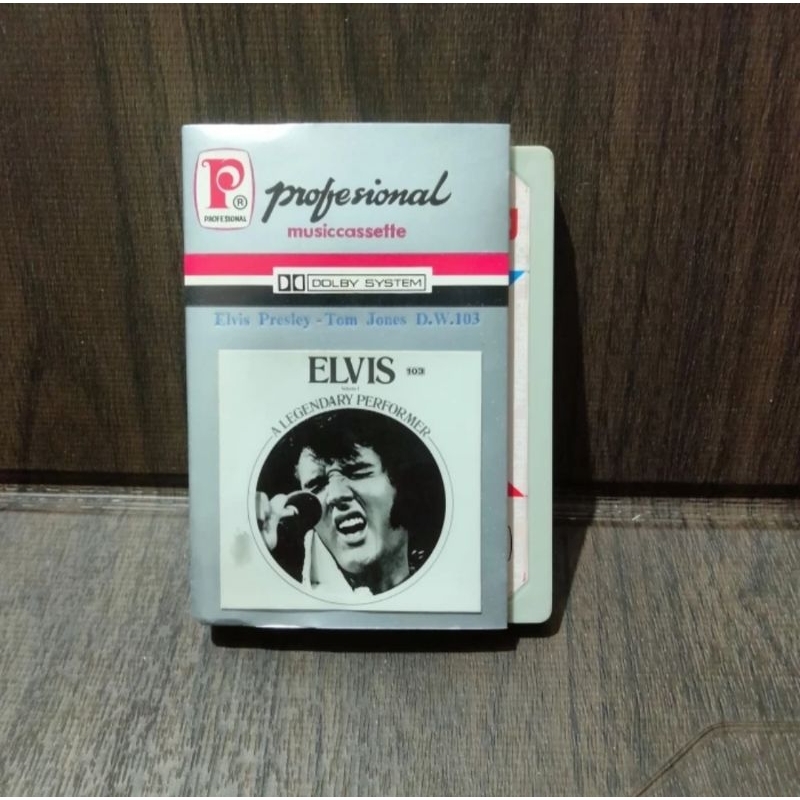 P
®
PROFESIONAL
profesional
musiccassette
DOLBY SYSTEM
Elvis Presley - Tom Jones D.W.103
ELVIS 103
A LEGENDARY PERFORMER